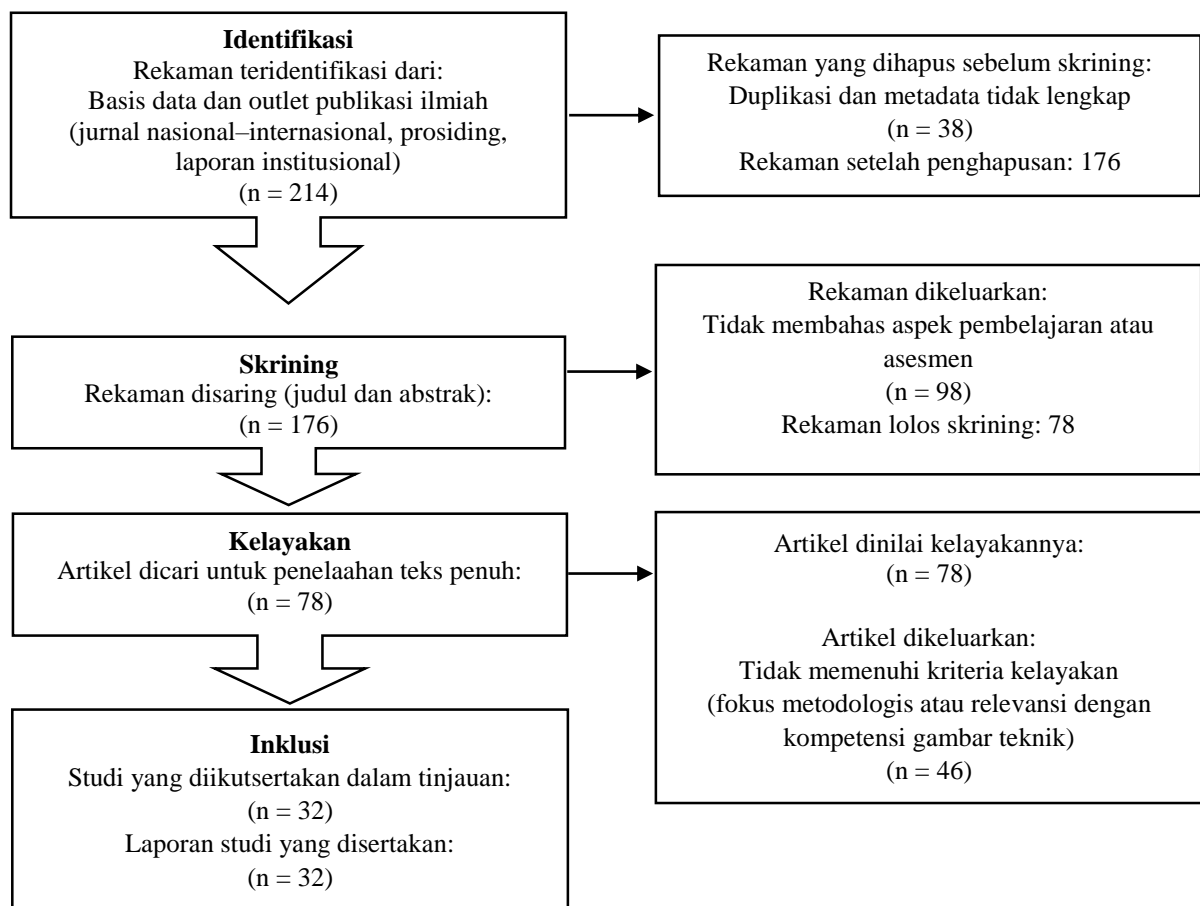 Identifikasi
Rekaman teridentifikasi dari:
Basis data dan outlet publikasi ilmiah
(jurnal nasional–internasional, prosiding,
laporan institusional)
(n = 214)
Rekaman yang dihapus sebelum skrining:
Duplikasi dan metadata tidak lengkap
(n = 38)
Rekaman setelah penghapusan: 176
Skrining
Rekaman disaring (judul dan abstrak):
(n = 176)
Rekaman dikeluarkan:
Tidak membahas aspek pembelajaran atau
asesmen
(n = 98)
Rekaman lolos skrining: 78
Kelayakan
Artikel dicari untuk penelaahan teks penuh:
(n = 78)
Artikel dinilai kelayakannya:
(n = 78)
Artikel dikeluarkan:
Tidak memenuhi kriteria kelayakan
(fokus metodologis atau relevansi dengan
kompetensi gambar teknik)
(n = 46)
Inklusi
Studi yang diikutsertakan dalam tinjauan:
(n = 32)
Laporan studi yang disertakan:
(n = 32)